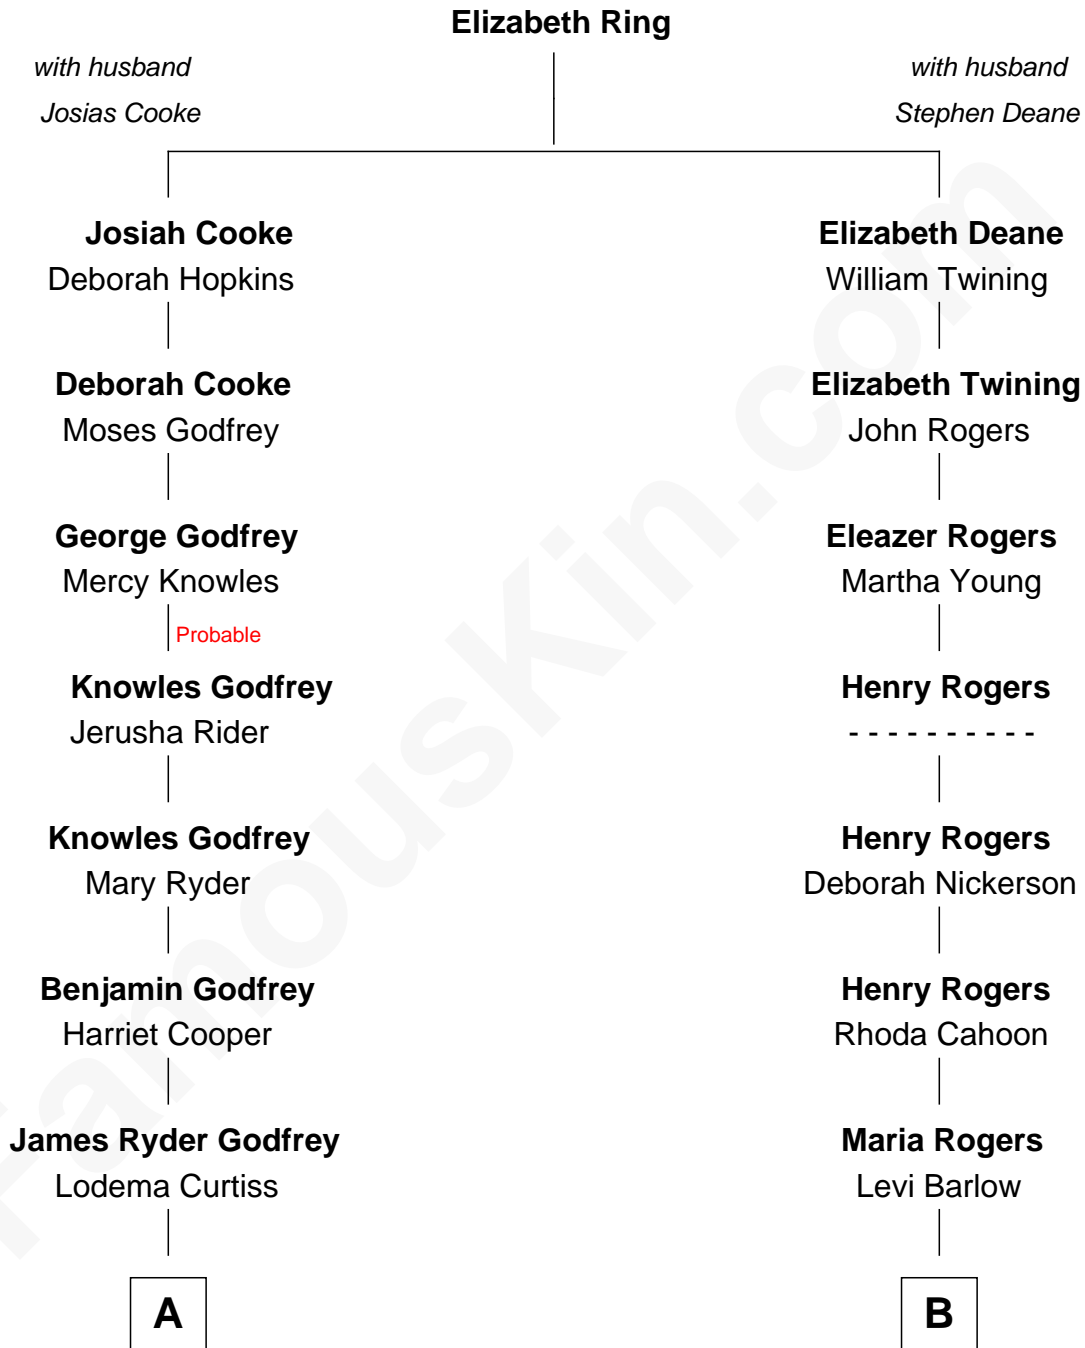 Elizabeth Ring
with husband
Josias Cooke
with husband
Stephen Deane
Josiah Cooke
Deborah Hopkins
Elizabeth Deane
William Twining
Deborah Cooke
Moses Godfrey
Elizabeth Twining
John Rogers
George Godfrey
Mercy Knowles
Eleazer Rogers
Martha Young
Probable
Knowles Godfrey
Jerusha Rider
Henry Rogers
- - - - - - - - - -
Knowles Godfrey
Mary Ryder
Henry Rogers
Deborah Nickerson
Benjamin Godfrey
Harriet Cooper
Henry Rogers
Rhoda Cahoon
James Ryder Godfrey
Lodema Curtiss
Maria Rogers
Levi Barlow
A
B
FamousKin.com